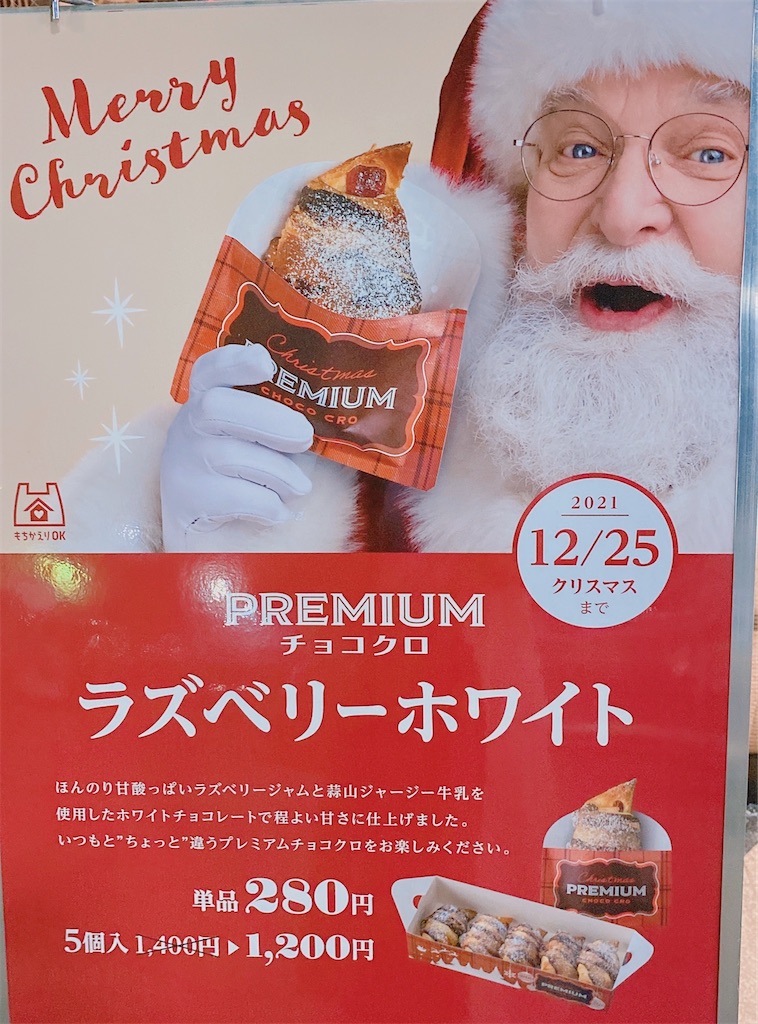 Merry
Christmas
Christmas
PREMIUM
CHOCO CRO
もちかえりOK
2021
12/25
クリスマス
まで
PREMIUM
チョコクロ
ラズベリーホワイト
ほんのり甘酸っぱいラズベリージャムと蒜山ジャージー牛乳を
使用したホワイトチョコレートで程よい甘さに仕上げました。
いつもと"ちょっと"違うプレミアムチョコクロをお楽しみください。
単品280円
5個入 1,400円▶1,200円
Christmas
PREMIUM
CHOCO CRO
PREMIUM